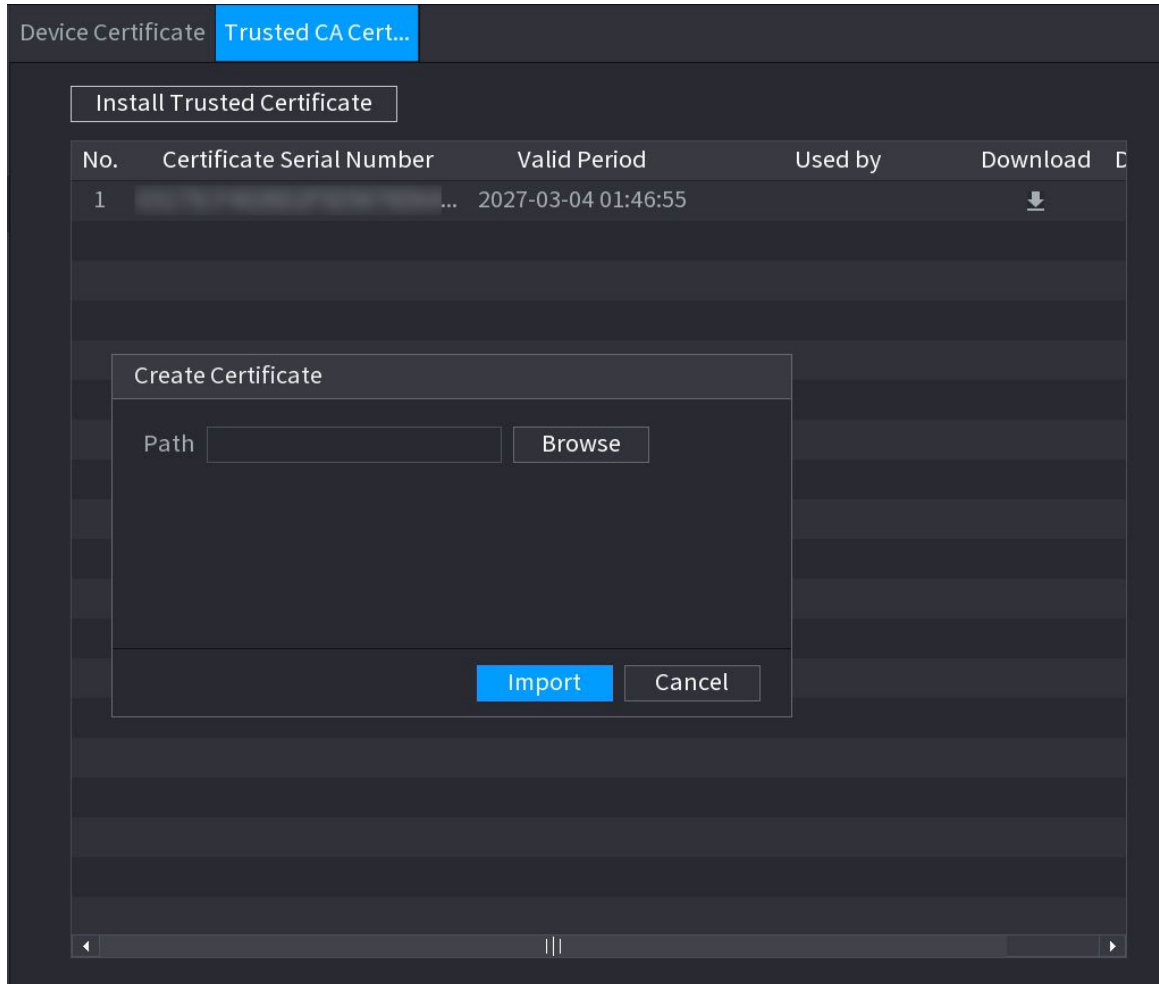 Device Certificate Trusted CA Cert...
Install Trusted Certificate
No. Certificate Serial Number Valid Period Used by Download D
1 ... 2027-03-04 01:46:55
Create Certificate
Path Browse
Import Cancel